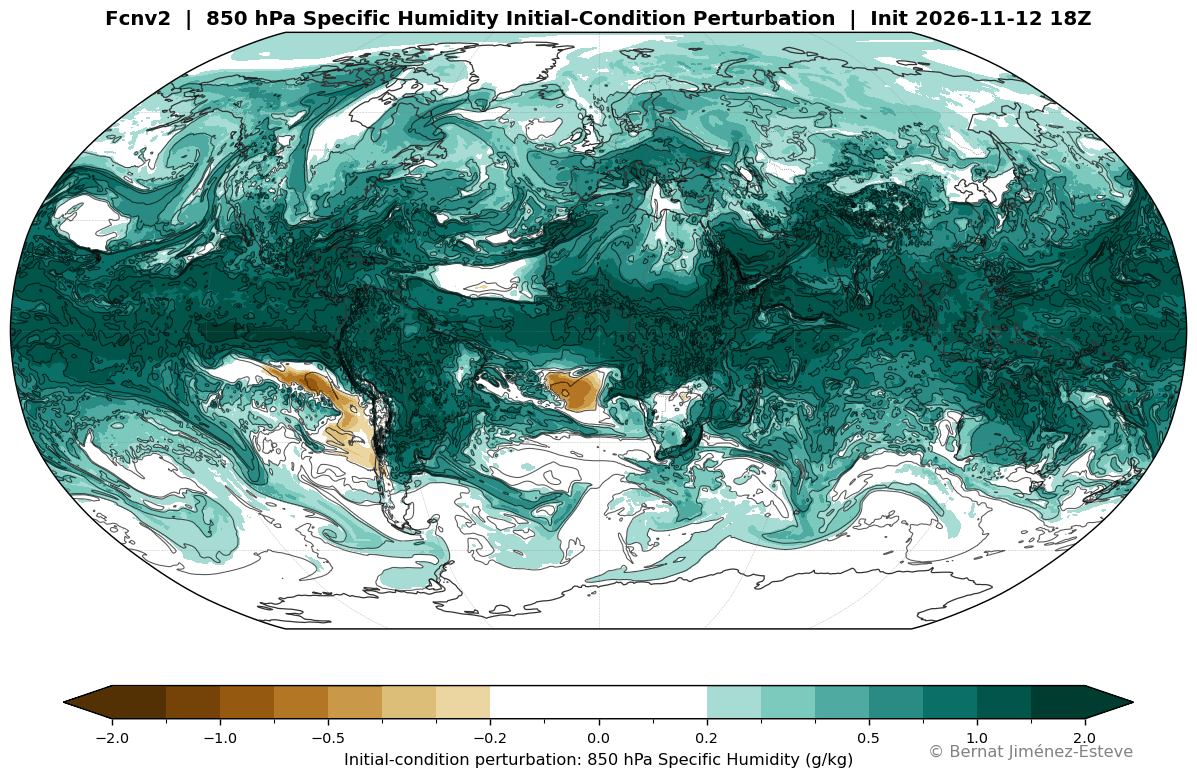 Fcnv2 | 850 hPa Specific Humidity Initial-Condition Perturbation | Init 2026-11-12 18Z
−2.0 −1.0 −0.5 −0.2 0.0 0.2 0.5 1.0 2.0
Initial-condition perturbation: 850 hPa Specific Humidity (g/kg)
© Bernat Jiménez-Esteve